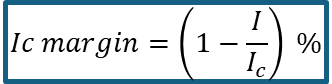 Ic margin = (1 − I/I_c) %